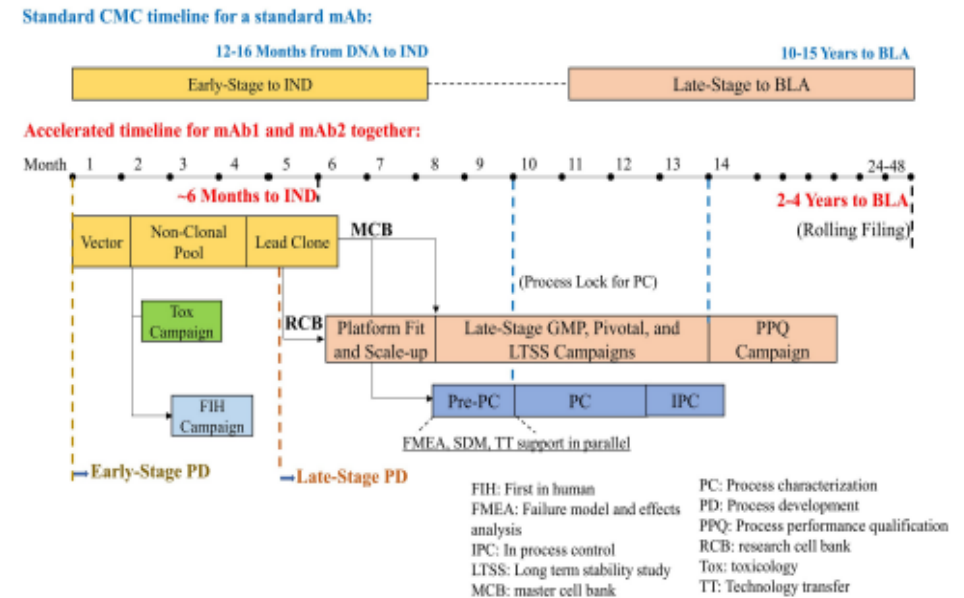 Standard CMC timeline for a standard mAb:
12-16 Months from DNA to IND
10-15 Years to BLA
Early-Stage to IND
Late-Stage to BLA
Accelerated timeline for mAb1 and mAb2 together:
Month 1 2 3 4 5 6 7 8 9 10 11 12 13 14 24-48
~6 Months to IND
2-4 Years to BLA
(Rolling Filing)
Vector
Non-Clonal
Pool
Lead Clone
MCB
(Process Lock for PC)
Tox
Campaign
RCB
Platform Fit
and Scale-up
Late-Stage GMP, Pivotal, and
LTSS Campaigns
PPQ
Campaign
FIH
Campaign
Pre-PC
PC
IPC
FMEA, SDM, TT support in parallel
Early-Stage PD
Late-Stage PD
FIH: First in human
FMEA: Failure model and effects
analysis
IPC: In process control
LTSS: Long term stability study
MCB: master cell bank
PC: Process characterization
PD: Process development
PPQ: Process performance qualification
RCB: research cell bank
Tox: toxicology
TT: Technology transfer